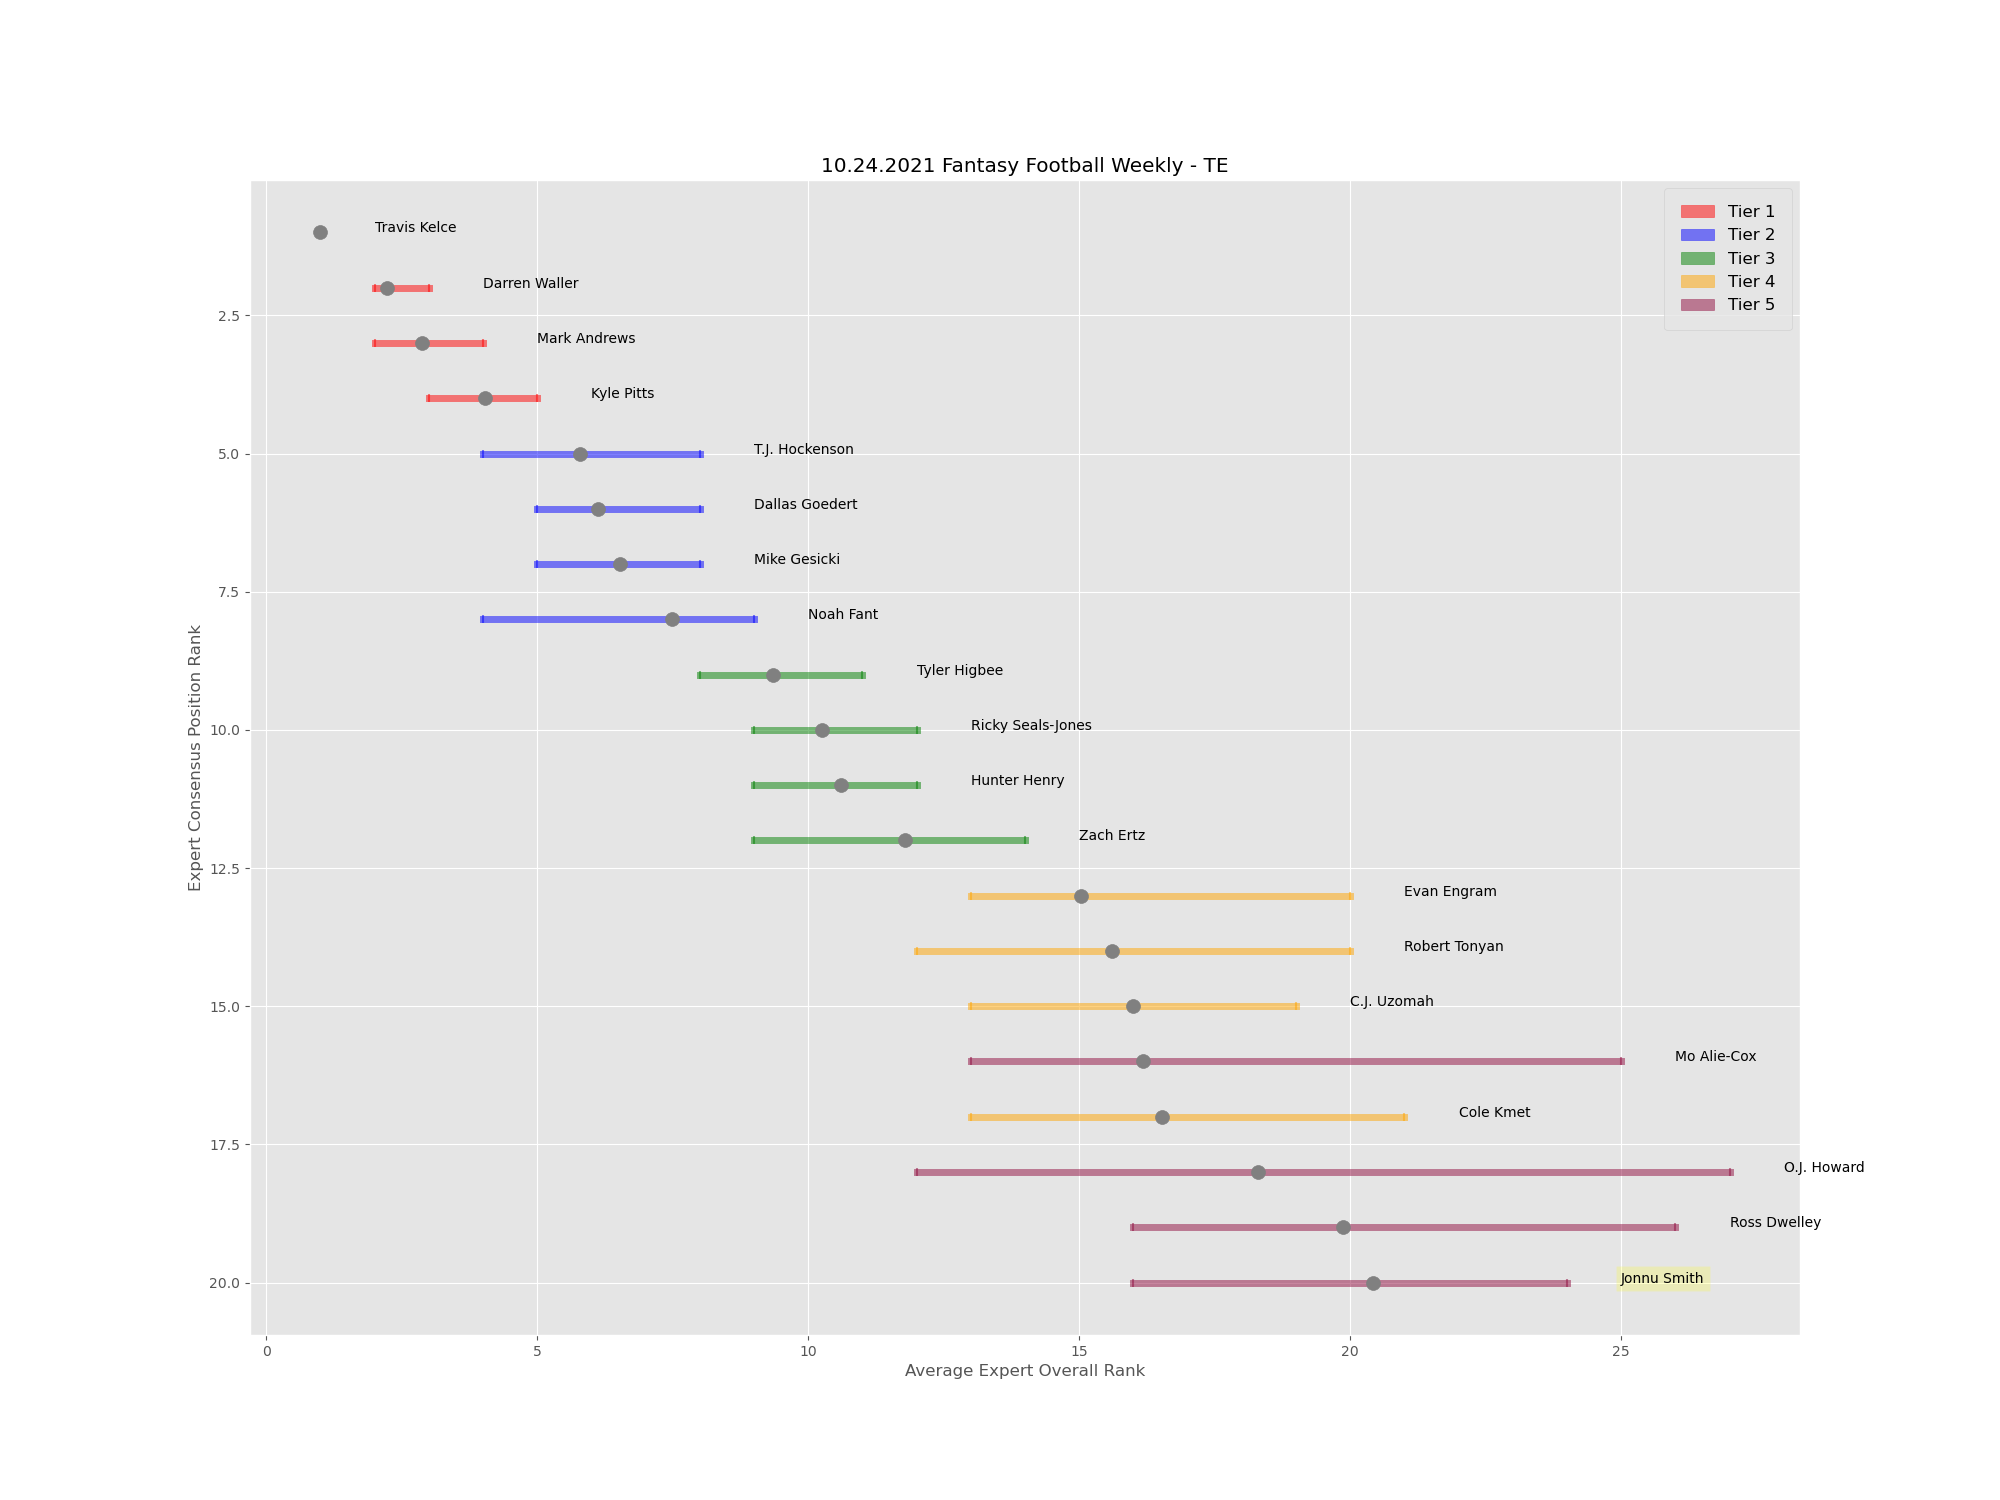 10.24.2021 Fantasy Football Weekly - TE
Tier 1
Tier 2
Tier 3
Tier 4
Tier 5
Travis Kelce
Darren Waller
2.5
Mark Andrews
Kyle Pitts
5.0
T.J. Hockenson
Dallas Goedert
Mike Gesicki
7.5
Noah Fant
Tyler Higbee
10.0
Ricky Seals-Jones
Hunter Henry
Zach Ertz
12.5
Evan Engram
Robert Tonyan
15.0
C.J. Uzomah
Mo Alie-Cox
Cole Kmet
17.5
O.J. Howard
Ross Dwelley
20.0
Jonnu Smith
Expert Consensus Position Rank
0 5 10 15 20 25
Average Expert Overall Rank